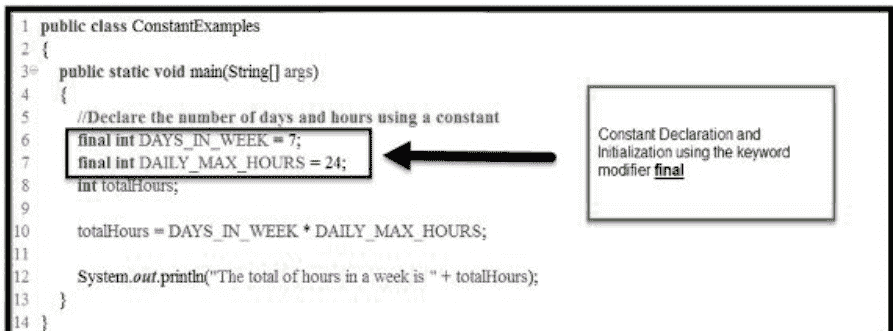 1 public class ConstantExamples
2 {
3 public static void main(String[] args)
4 {
5 //Declare the number of days and hours using a constant
6 final int DAYS_IN_WEEK = 7;
7 final int DAILY_MAX_HOURS = 24;
8 int totalHours;
9
10 totalHours = DAYS_IN_WEEK * DAILY_MAX_HOURS;
11
12 System.out.println("The total of hours in a week is " + totalHours);
13 }
14 }
Constant Declaration and
Initialization using the keyword
modifier final